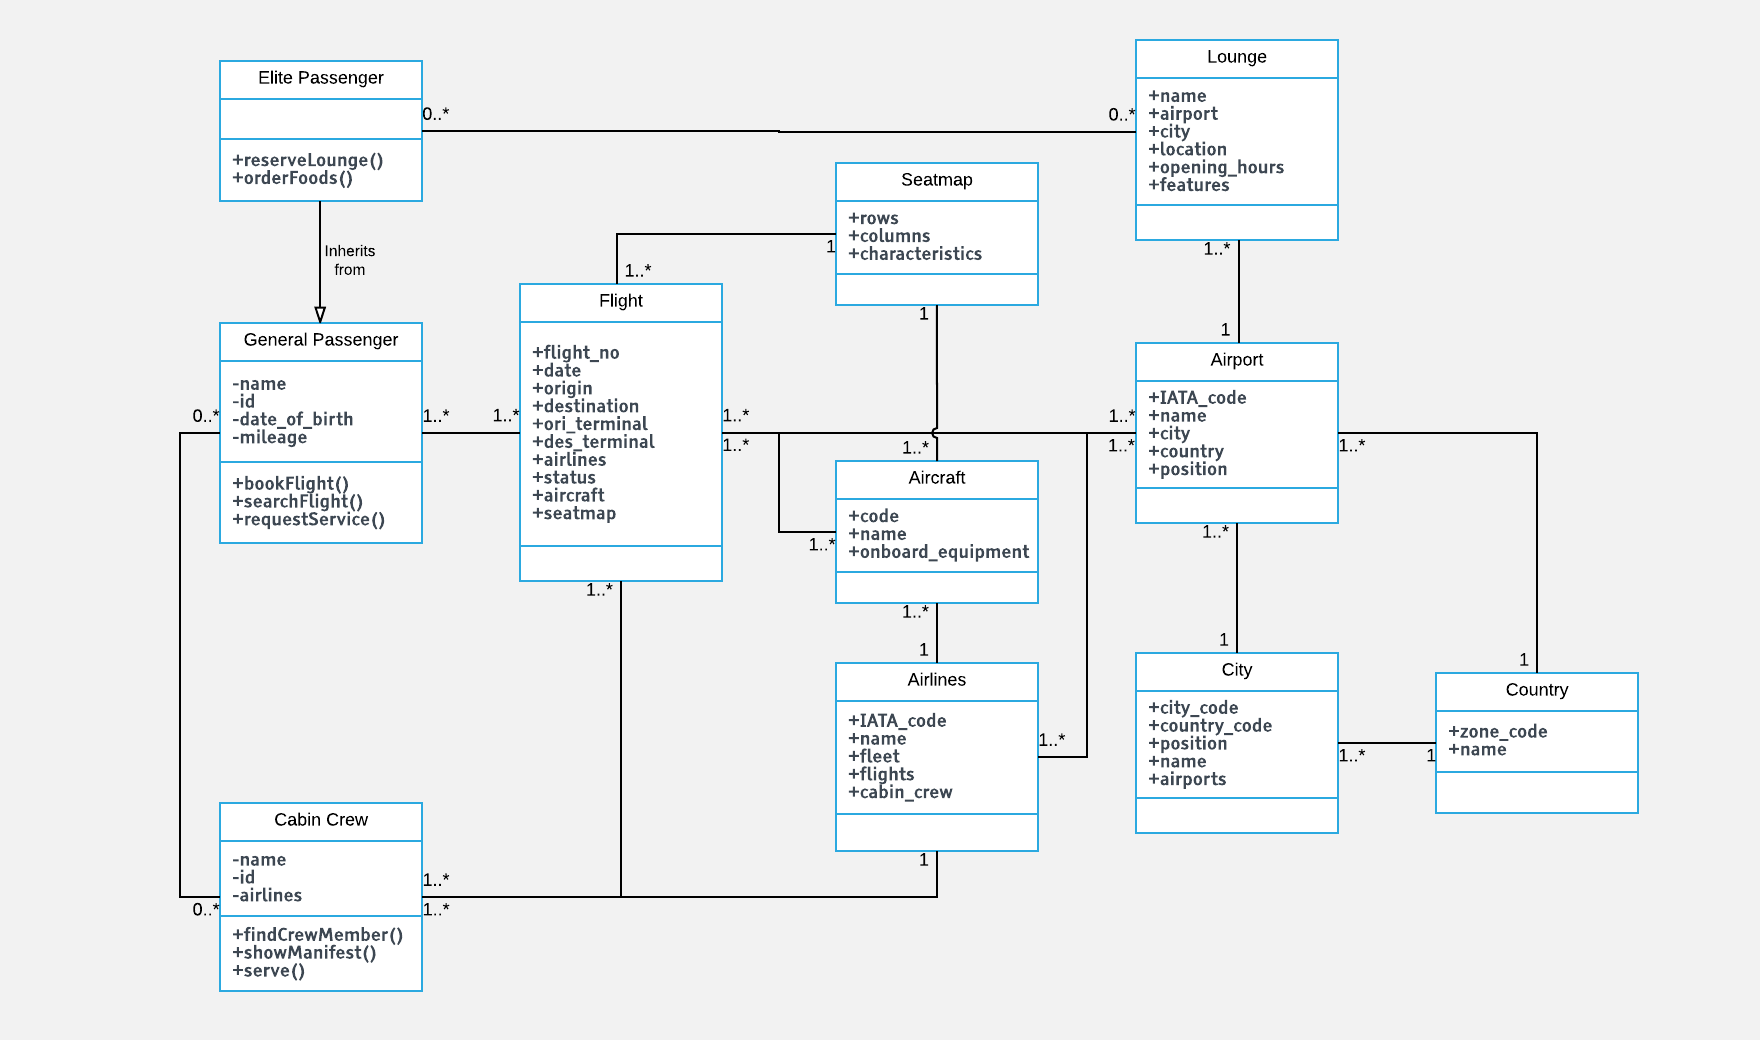 Elite Passenger
+reserveLounge()
+orderFoods()
0..*
0..*
Lounge
+name
+airport
+city
+location
+opening_hours
+features
1..*
Inherits
from
Seatmap
+rows
+columns
+characteristics
1
1..*
1
General Passenger
-name
-id
-date_of_birth
-mileage
+bookFlight()
+searchFlight()
+requestService()
0..*
1..*
1..*
Flight
+flight_no
+date
+origin
+destination
+ori_terminal
+des_terminal
+airlines
+status
+aircraft
+seatmap
1..*
1..*
1..*
1..*
1..*
Aircraft
+code
+name
+onboard_equipment
1..*
1
1..*
1..*
Airport
+IATA_code
+name
+city
+country
+position
1..*
1..*
1
Airlines
+IATA_code
+name
+fleet
+flights
+cabin_crew
1..*
1
1
City
+city_code
+country_code
+position
+name
+airports
1..*
1
1
Country
+zone_code
+name
Cabin Crew
-name
-id
-airlines
+findCrewMember()
+showManifest()
+serve()
0..*
1..*
1..*